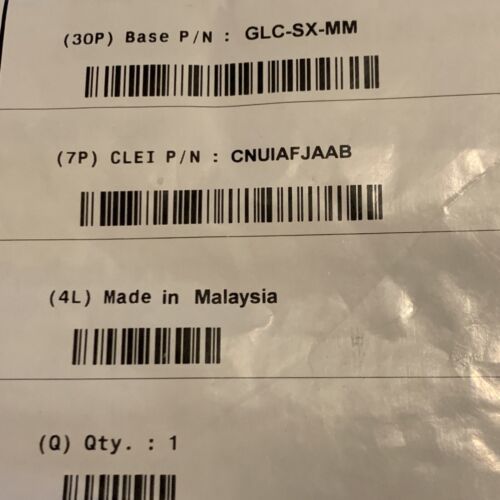 (30P) Base P/N : GLC-SX-MM
(7P) CLEI P/N : CNUIAFJAAB
(4L) Made in Malaysia
(Q) Qty. : 1